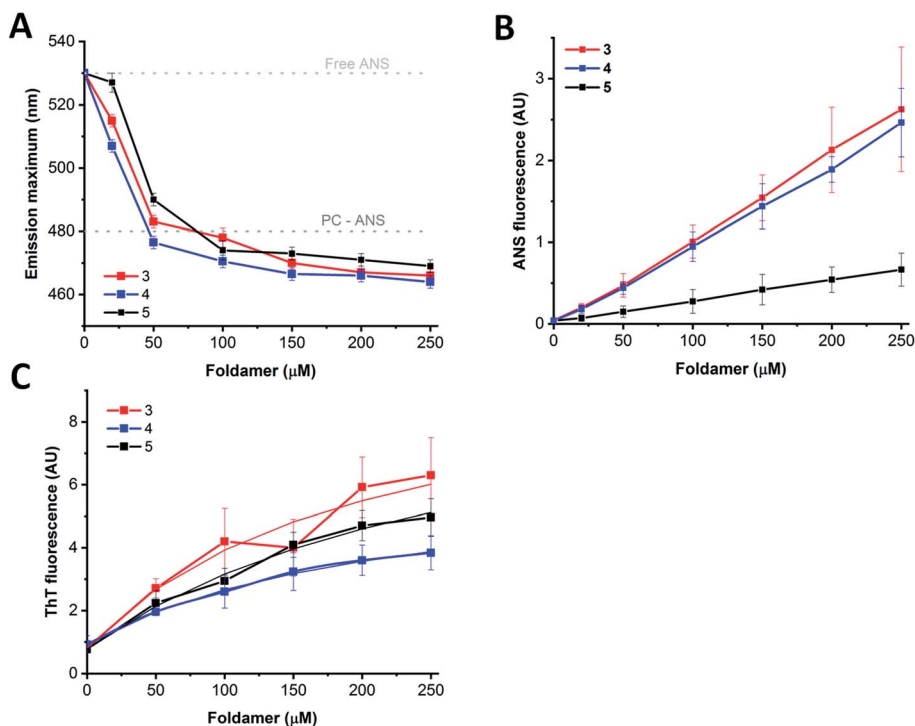 A
540
520
500
480
460
Emission maximum (nm)
Free ANS
PC - ANS
3
4
5
0 50 100 150 200 250
Foldamer (μM)
B
3
4
5
3
2
1
0
ANS fluorescence (AU)
0 50 100 150 200 250
Foldamer (μM)
C
3
4
5
8
6
4
2
0
ThT fluorescence (AU)
0 50 100 150 200 250
Foldamer (μM)